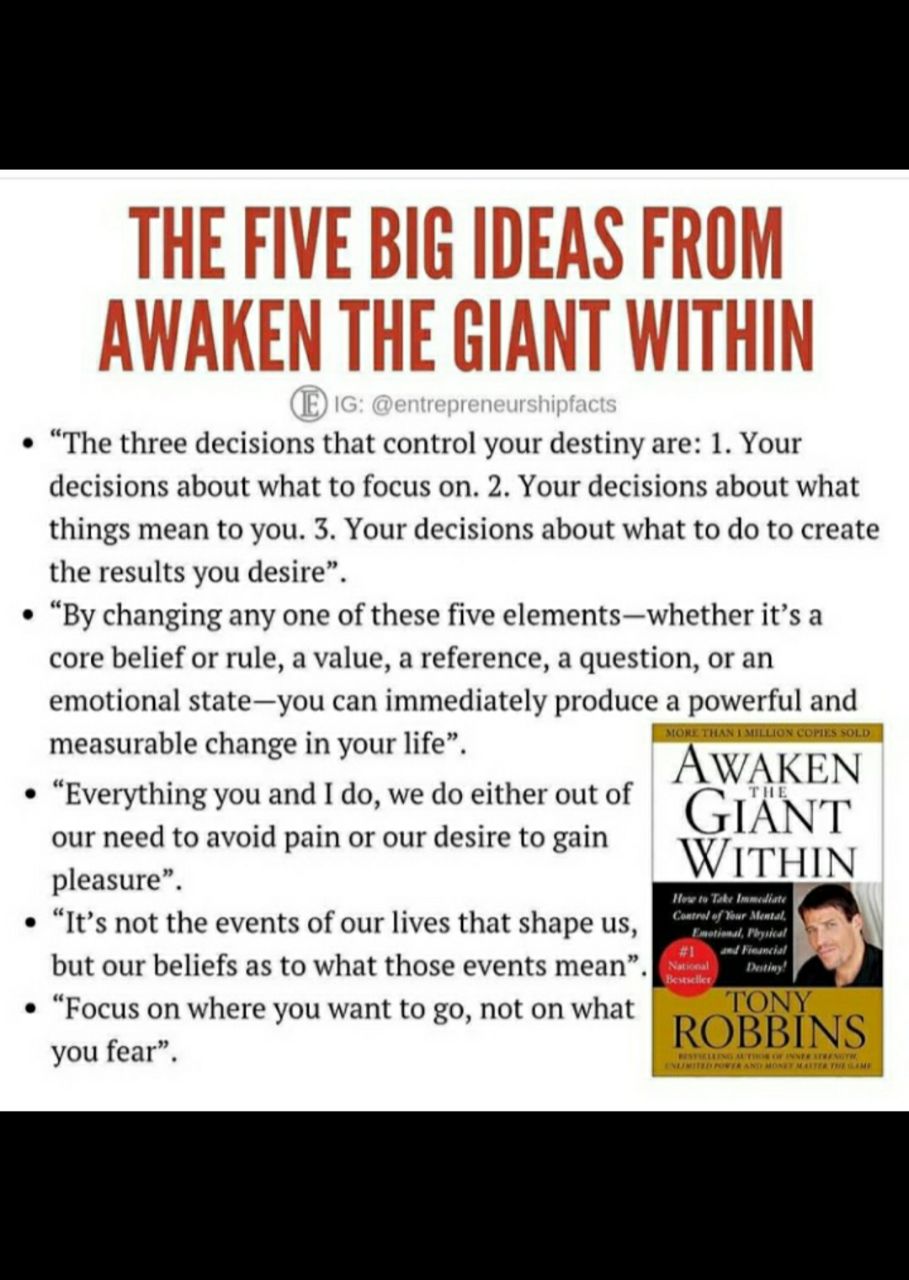 THE FIVE BIG IDEAS FROM
AWAKEN THE GIANT WITHIN
E IG: @entrepreneurshipfacts
• “The three decisions that control your destiny are: 1. Your
decisions about what to focus on. 2. Your decisions about what
things mean to you. 3. Your decisions about what to do to create
the results you desire”.
• “By changing any one of these five elements—whether it’s a
core belief or rule, a value, a reference, a question, or an
emotional state—you can immediately produce a powerful and
measurable change in your life”.
• “Everything you and I do, we do either out of
our need to avoid pain or our desire to gain
pleasure”.
• “It’s not the events of our lives that shape us,
but our beliefs as to what those events mean”.
• “Focus on where you want to go, not on what
you fear”.
MORE THAN 1 MILLION COPIES SOLD
AWAKEN
THE
GIANT
WITHIN
How to Take Immediate
Control of Your Mental,
Emotional, Physical
and Financial
Destiny!
#1
National
Bestseller
TONY
ROBBINS
BESTSELLING AUTHOR OF INNER STRENGTH,
UNLIMITED POWER AND MONEY MASTER THE GAME